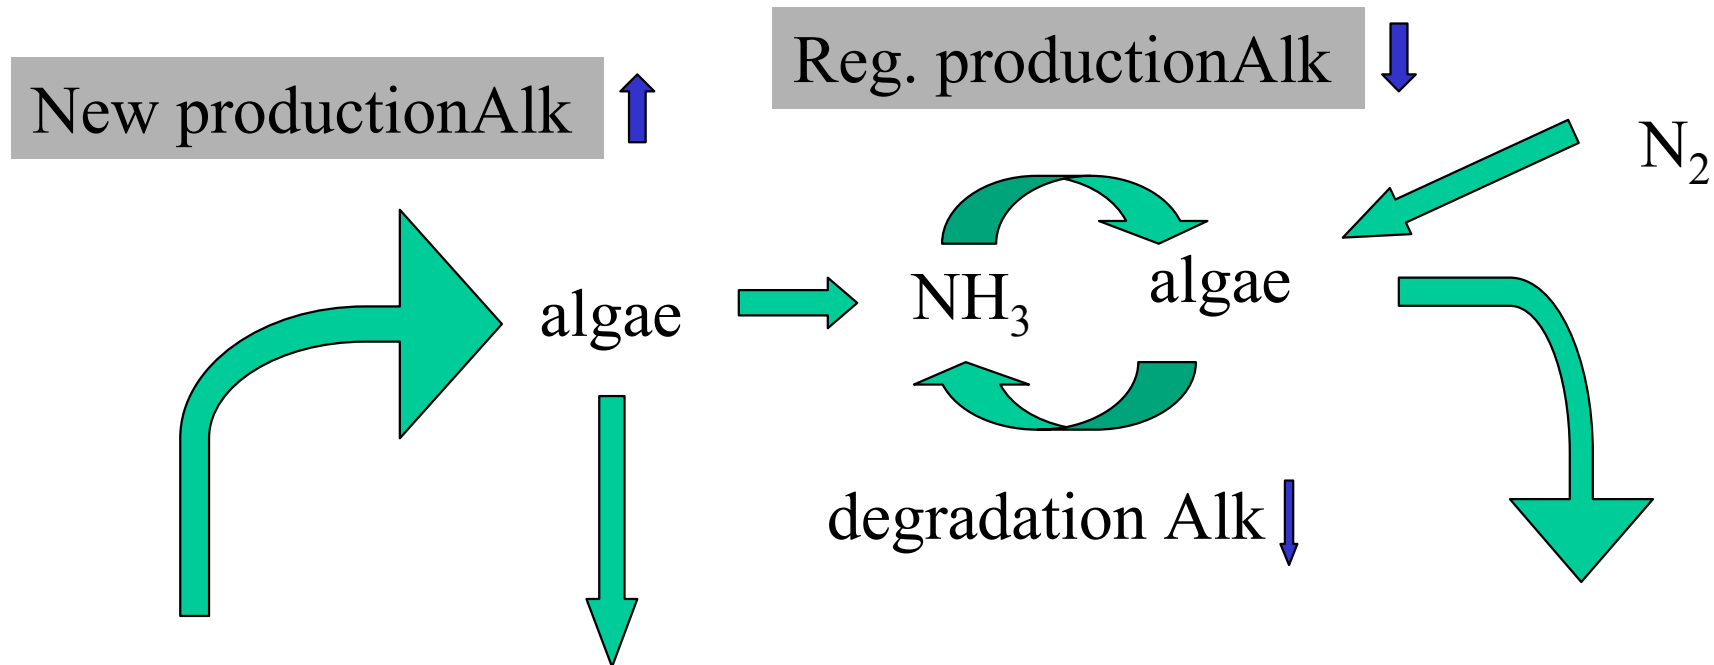 New productionAlk
Reg. productionAlk
N₂
algae
NH₃
algae
degradation Alk